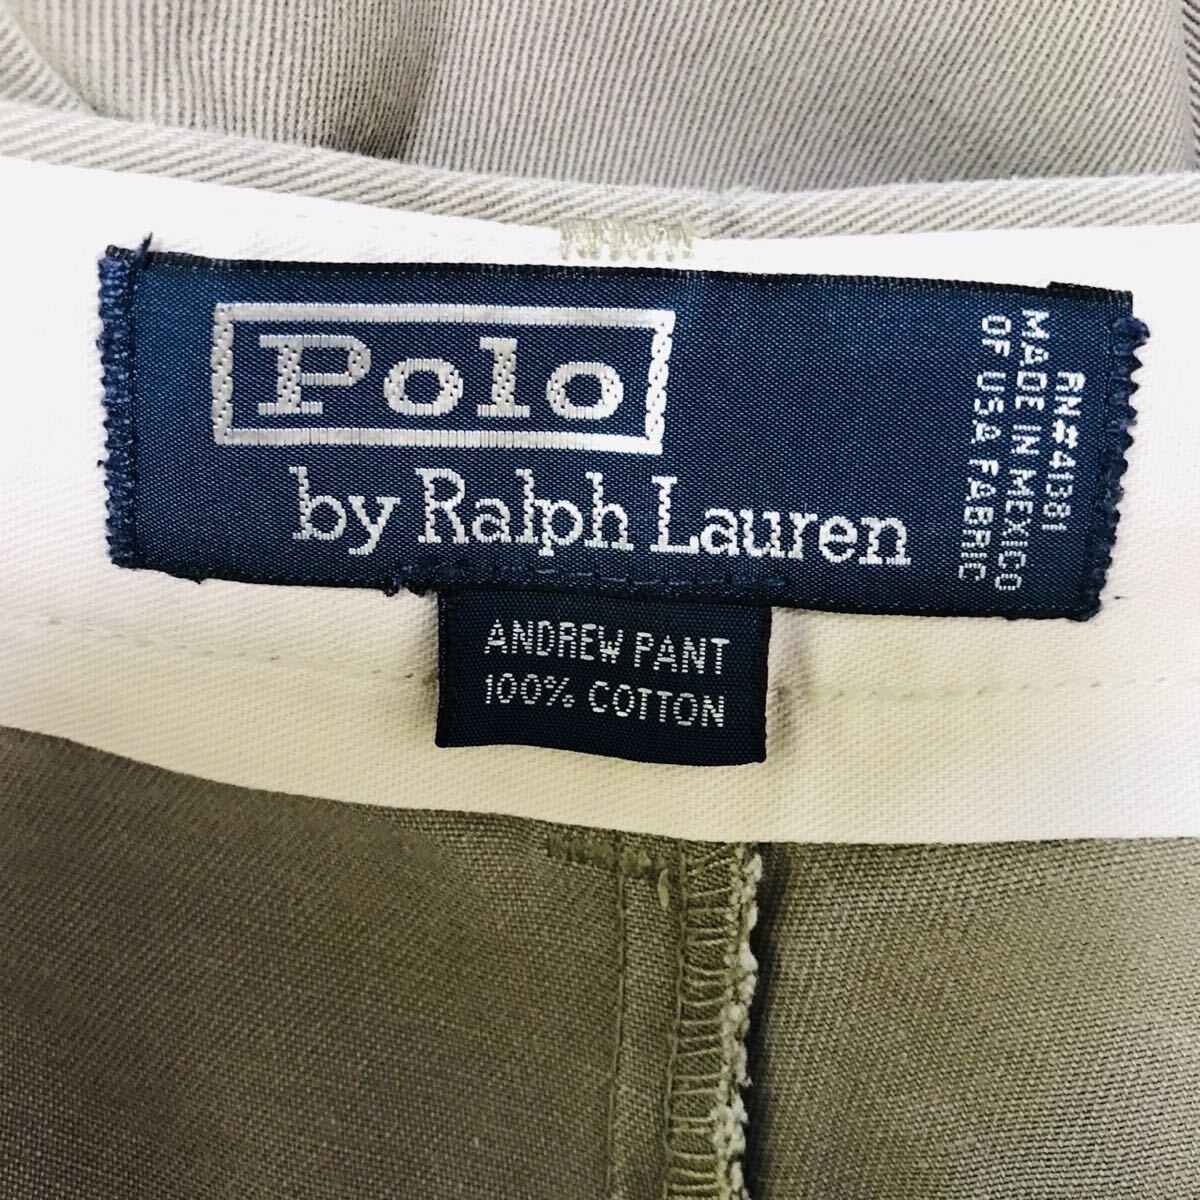 Polo
by Ralph Lauren
RN#41381
MADE IN MEXICO
OF USA FABRIC
ANDREW PANT
100% COTTON